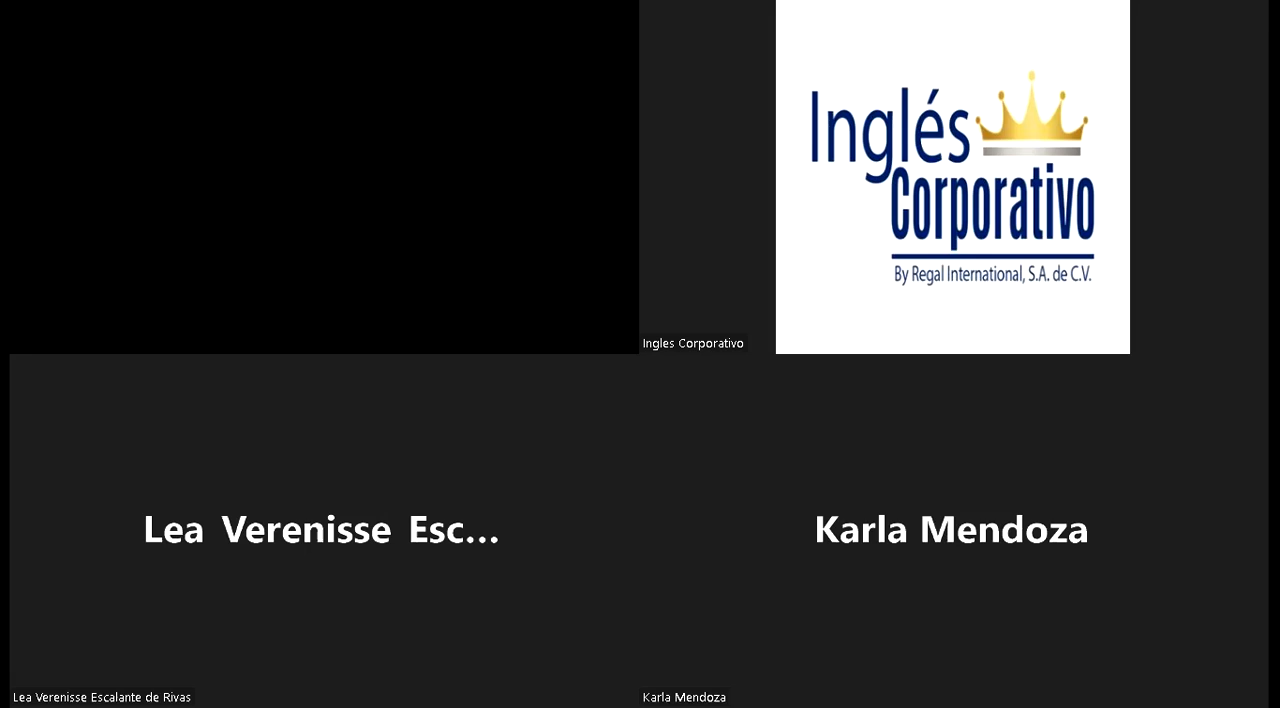 Inglés
Corporativo
By Regal International, S.A. de C.V.
Ingles Corporativo
Lea Verenisse Esc...
Karla Mendoza
Lea Verenisse Escalante de Rivas
Karla Mendoza